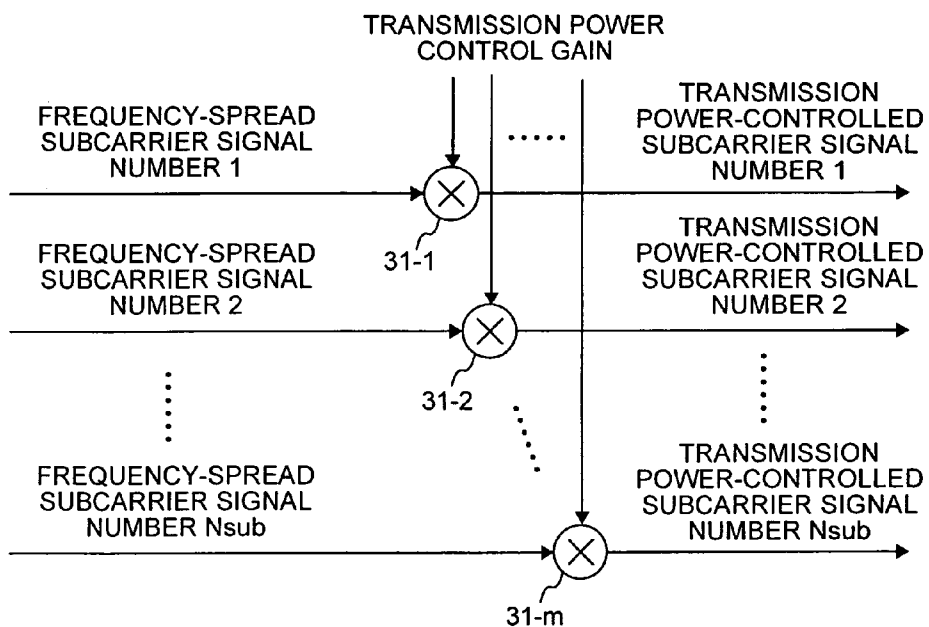 TRANSMISSION POWER
CONTROL GAIN
FREQUENCY-SPREAD
SUBCARRIER SIGNAL
NUMBER 1
TRANSMISSION
POWER-CONTROLLED
SUBCARRIER SIGNAL
NUMBER 1
31-1
FREQUENCY-SPREAD
SUBCARRIER SIGNAL
NUMBER 2
TRANSMISSION
POWER-CONTROLLED
SUBCARRIER SIGNAL
NUMBER 2
31-2
FREQUENCY-SPREAD
SUBCARRIER SIGNAL
NUMBER Nsub
TRANSMISSION
POWER-CONTROLLED
SUBCARRIER SIGNAL
NUMBER Nsub
31-m